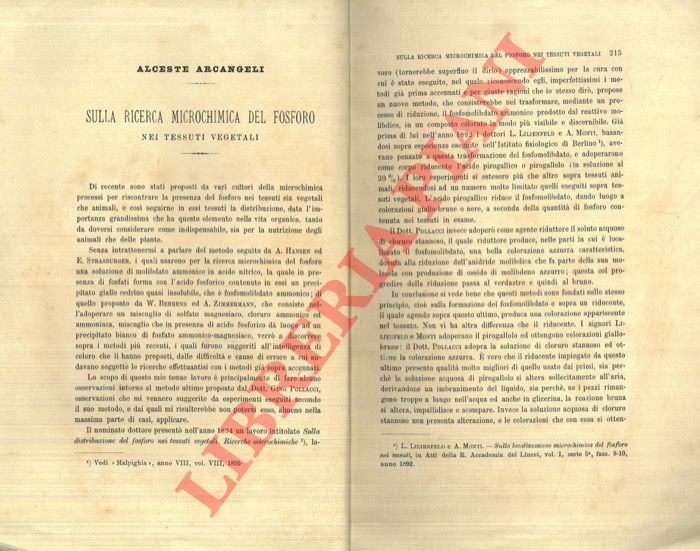 ALCESTE ARCANGELI
SULLA RICERCA MICROCHIMICA DEL FOSFORO
NEI TESSUTI VEGETALI
Di recente sono stati proposti da vari cultori della microchimica
processi per riscontrare la presenza del fosforo nei tessuti sia vegetali
che animali, e così seguirne in essi tessuti la distribuzione, data l'im-
portanza grandissima che ha questo elemento nella vita organica, tanto
da doversi considerare come indispensabile, sia per la nutrizione degli
animali che delle piante.
Senza intrattenermi a parlare del metodo seguito da A. HANSEN ed
E. STRASBURGER, i quali usarono per la ricerca microchimica del fosforo
una soluzione di molibdato ammonico in acido nitrico, la quale in pre-
senza di fosfati forma con l'acido fosforico contenuto in essi un preci-
pitato giallo cedrino quasi insolubile, che è fosfomolibdato ammonico; di
quello proposto da W. BEHRENS ed A. ZIMMERMANN, che consiste nel-
l'adoperare un miscuglio di solfato magnesiaco, cloruro ammonico ed
ammoniaca, miscuglio che in presenza di acido fosforico dà luogo ad un
precipitato bianco di fosfato ammonico-magnesiaco, verrò a discorrere
sopra i metodi più recenti, i quali furono suggeriti all'intelligenza di
coloro che li hanno proposti, dalle difficoltà e cause di errore a cui
davano soggette le ricerche effettuantisi con i metodi già ora accennati.
Lo scopo di questo mio tenue lavoro è principalmente di esporre
osservazioni intorno al metodo ultimo proposto dal Dott. GINO POLLACCI,
osservazioni che mi vennero suggerite da esperimenti eseguiti secondo
il suo metodo, e dai quali mi risulterebbe non potersi esso, almeno nella
massima parte di casi, applicare.
Il nominato dottore presentò nell'anno 1894 un lavoro intitolato Sulla
distribuzione del fosforo nei tessuti vegetali. Ricerche microchimiche ¹), la-
¹) Vedi « Malpighia », anno VIII, vol. VIII, 1895
SULLA RICERCA MICROCHIMICA DEL FOSFORO NEI TESSUTI VEGETALI 215
voro (tornerebbe superfluo il dirlo) apprezzabilissimo per la cura con
cui è stato eseguito, nel quale riconoscendo egli, imperfettissimi i me-
todi già prima accennati e per giuste ragioni che io stesso dirò, propose
un nuovo metodo, che consisterebbe nel trasformare, mediante un pro-
cesso di riduzione, il fosfomolibdato ammonico prodotto dal reattivo mo-
libdico, in un composto colorato in modo più visibile e discernibile. Già
prima di lui nell'anno 1892 i dottori L. LILIENFELD e A. MONTI, basan-
dosi sopra esperienze eseguite nell'Istituto fisiologico di Berlino ¹), ave-
vano pensato a questa trasformazione del fosfomolibdato, e adoperarono
come corpo riducente l'acido pirogallico o pirogallolo (in soluzione al
20 %). I loro esperimenti si estesero più che altro sopra tessuti ani-
mali, limitandosi ad un numero molto limitato quelli eseguiti sopra tes-
suti vegetali. L'acido pirogallico riduce il fosfomolibdato, dando luogo a
colorazioni giallo-brune o nere, a seconda della quantità di fosforo con-
tenuta nei tessuti in esame.
Il Dott. POLLACCI invece adoperò come agente riduttore il soluto acquoso
di cloruro stannoso, il quale riduttore produce, nelle parti in cui è loca-
lizzato il fosfomolibdato, una bella colorazione azzurra caratteristica,
dovuta alla riduzione dell'anidride molibdica che fa parte della sua mo-
lecola con produzione di ossido di molibdeno azzurro; questa col pro-
gredire della riduzione passa al verdastro e quindi al bruno.
In conclusione si vede bene che questi metodi sono fondati sullo stesso
principio, cioè sulla formazione del fosfomolibdato e sopra un riducente,
il quale agendo sopra questo ultimo, produca una colorazione appariscente
nel tessuto. Non vi ha altra differenza che il riducente. I signori LI-
LIENFELD e MONTI adoperano il pirogallolo ed ottengono colorazioni giallo-
brune: il Dott. POLLACCI adopra la soluzione di cloruro stannoso ed ot-
tiene la colorazione azzurra. È vero che il riducente impiegato da questo
ultimo presenta qualità molto migliori di quello usato dai primi, sia per-
chè la soluzione acquosa di pirogallolo si altera sollecitamente all'aria,
derivandone un imbrunimento del liquido, sia perchè, se i pezzi riman-
gono troppo a lungo nell'acqua od anche in glicerina, la reazione bruna
si altera, impallidisce e scompare. Invece la soluzione acquosa di cloruro
stannoso non presenta alterazione, e le colorazioni che con essa si otten-
¹) L. LILIENFELD e A. MONTI. — Sulla localizzazione microchimica del fosforo
nei tessuti, in Atti della R. Accademia dei Lincei, vol. I, serie 5ª, fasc. 9-10,
anno 1892.
LIBRERIA PIANI